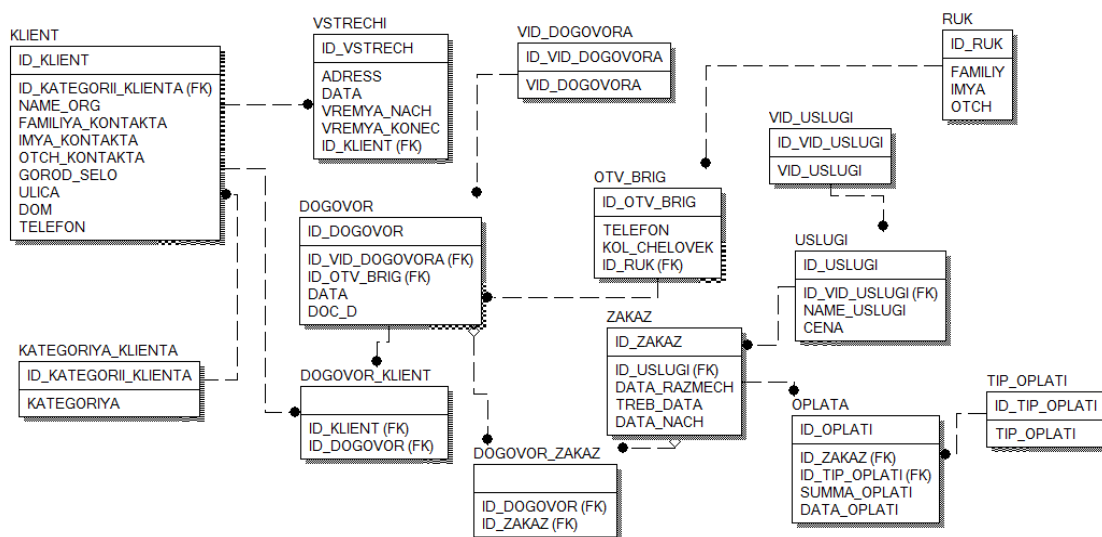 KLIENT
ID_KLIENT
ID_KATEGORII_KLIENTA (FK)
NAME_ORG
FAMILIYA_KONTAKTA
IMYA_KONTAKTA
OTCH_KONTAKTA
GOROD_SELO
ULICA
DOM
TELEFON
VSTRECHI
ID_VSTRECH
ADRESS
DATA
VREMYA_NACH
VREMYA_KONEC
ID_KLIENT (FK)
VID_DOGOVORA
ID_VID_DOGOVORA
VID_DOGOVORA
RUK
ID_RUK
FAMILIY
IMYA
OTCH
VID_USLUGI
ID_VID_USLUGI
VID_USLUGI
OTV_BRIG
ID_OTV_BRIG
TELEFON
KOL_CHELOVEK
ID_RUK (FK)
DOGOVOR
ID_DOGOVOR
ID_VID_DOGOVORA (FK)
ID_OTV_BRIG (FK)
DATA
DOC_D
USLUGI
ID_USLUGI
ID_VID_USLUGI (FK)
NAME_USLUGI
CENA
ZAKAZ
ID_ZAKAZ
ID_USLUGI (FK)
DATA_RAZMECH
TREB_DATA
DATA_NACH
KATEGORIYA_KLIENTA
ID_KATEGORII_KLIENTA
KATEGORIYA
DOGOVOR_KLIENT
ID_KLIENT (FK)
ID_DOGOVOR (FK)
DOGOVOR_ZAKAZ
ID_DOGOVOR (FK)
ID_ZAKAZ (FK)
OPLATA
ID_OPLATI
ID_ZAKAZ (FK)
ID_TIP_OPLATI (FK)
SUMMA_OPLATI
DATA_OPLATI
TIP_OPLATI
ID_TIP_OPLATI
TIP_OPLATI